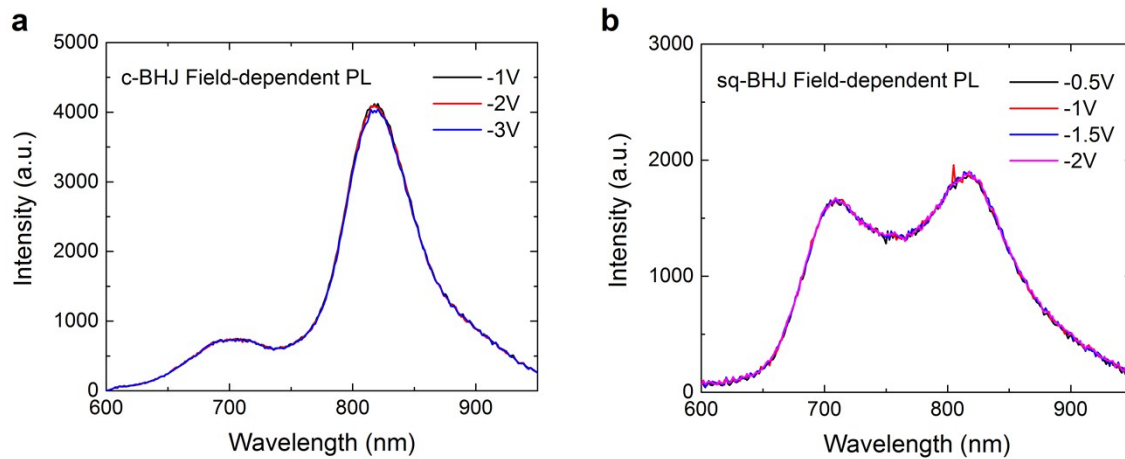 a
c-BHJ Field-dependent PL
-1V
-2V
-3V
5000
4000
3000
2000
1000
0
Intensity (a.u.)
600
700
800
900
Wavelength (nm)
b
sq-BHJ Field-dependent PL
-0.5V
-1V
-1.5V
-2V
3000
2000
1000
0
Intensity (a.u.)
600
700
800
900
Wavelength (nm)